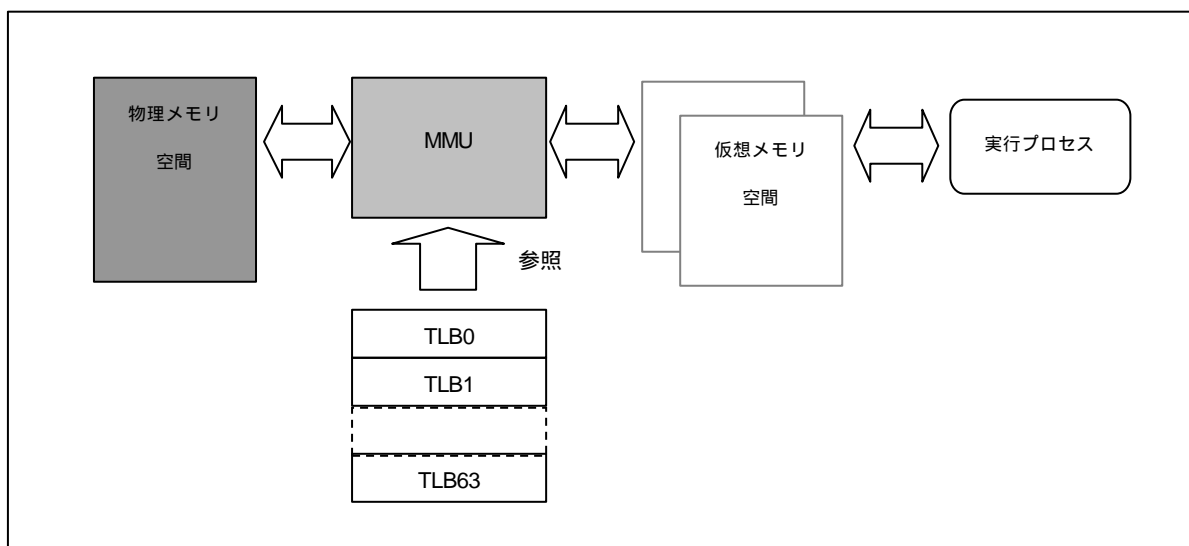 物理メモリ
空間
MMU
仮想メモリ
空間
実行プロセス
参照
TLB0
TLB1
TLB63